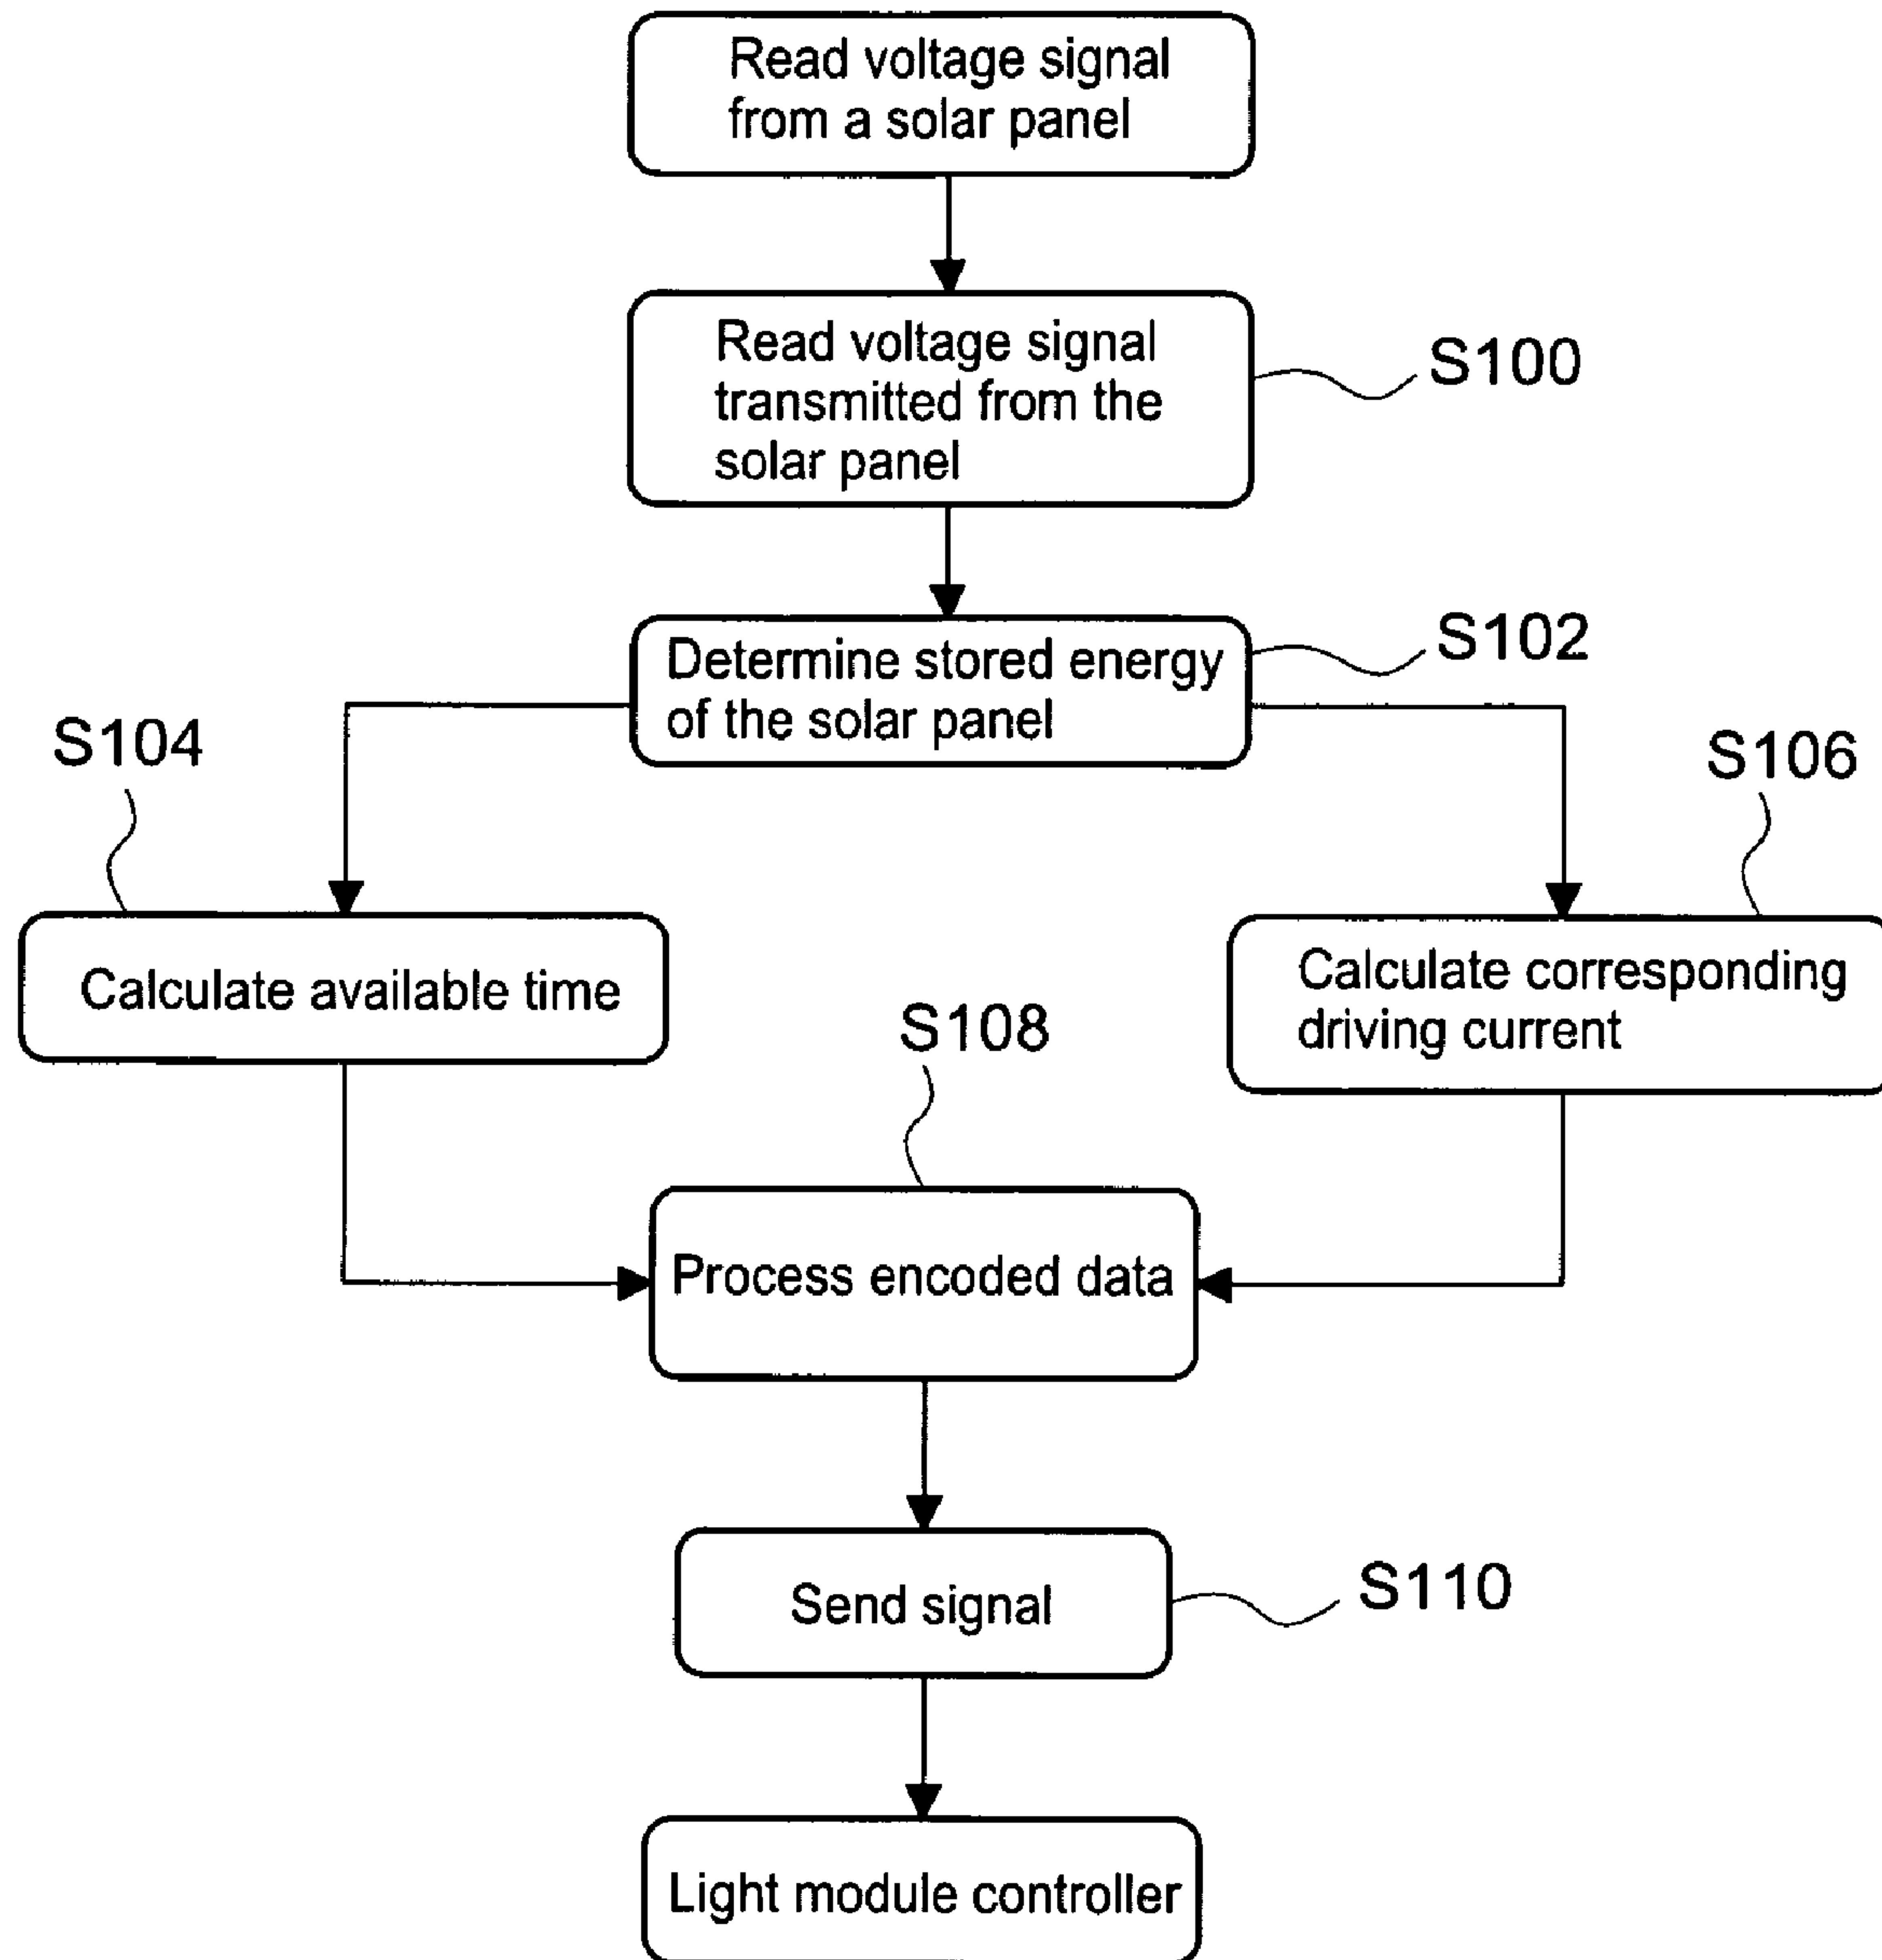 Read voltage signal
from a solar panel
Read voltage signal
transmitted from the
solar panel
S100
Determine stored energy
of the solar panel
S102
S104
S106
Calculate available time
Calculate corresponding
driving current
S108
Process encoded data
Send signal
S110
Light module controller